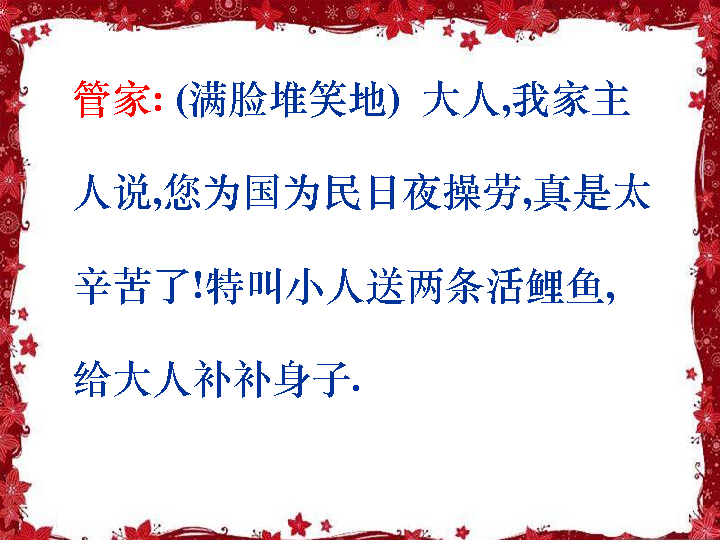 管家: (满脸堆笑地) 大人,我家主
人说,您为国为民日夜操劳,真是太
辛苦了!特叫小人送两条活鲤鱼,
给大人补补身子.